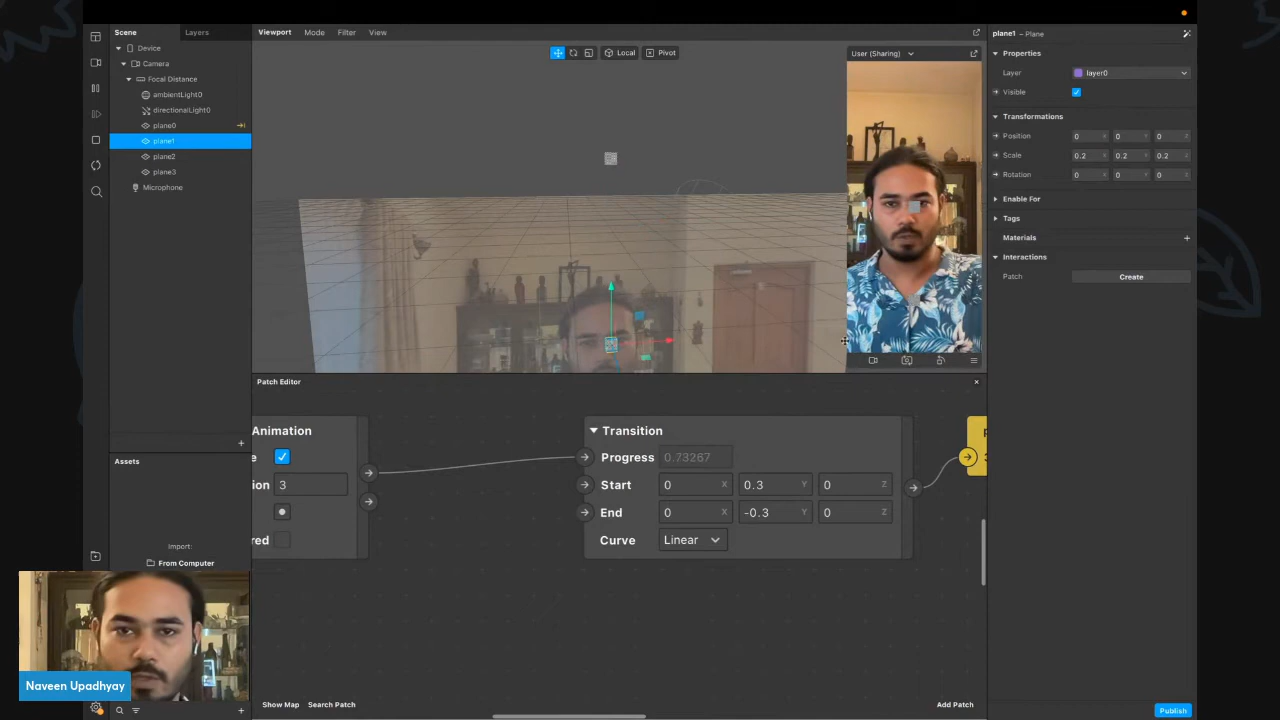 Scene
Layers
Device
Camera
Focal Distance
ambientLight0
directionalLight0
plane0
plane1
plane2
plane3
Microphone
Assets
Import:
From Computer
Viewport
Mode
Filter
View
Local
Pivot
User (Sharing)
Patch Editor
Animation
e
ion 3
red
Transition
Progress 0.73267
Start 0 X 0.3 Y 0 Z
End 0 X -0.3 Y 0 Z
Curve Linear
Show Map
Search Patch
Add Patch
plane1 – Plane
Properties
Layer layer0
Visible
Transformations
Position 0 X 0 Y 0 Z
Scale 0.2 X 0.2 Y 0.2 Z
Rotation 0 X 0 Y 0 Z
Enable For
Tags
Materials
Interactions
Patch Create
Publish
Naveen Upadhyay